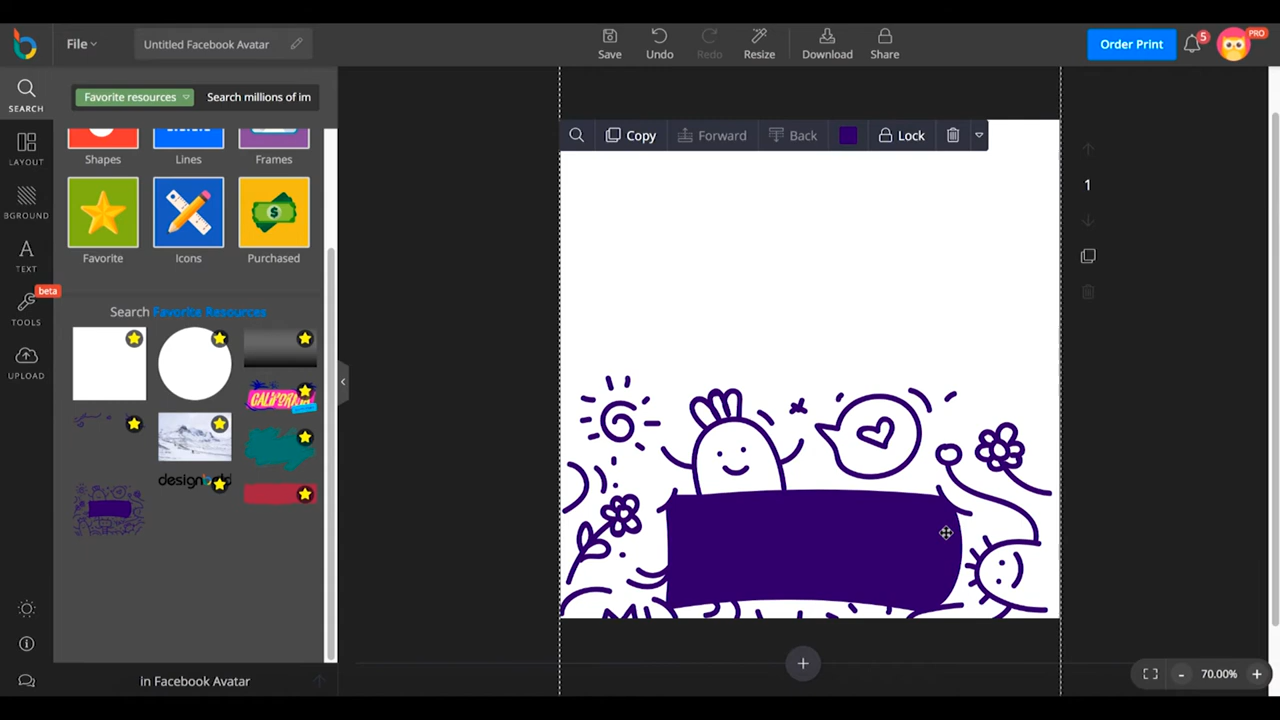 File
Untitled Facebook Avatar
Save
Undo
Redo
Resize
Download
Share
Order Print
5
PRO
SEARCH
Favorite resources
Search millions of im
LAYOUT
BGROUND
TEXT
beta
TOOLS
UPLOAD
Shapes
Lines
Frames
Favorite
Icons
Purchased
Search Favorite Resources
CALIFORNIA
in Facebook Avatar
Copy
Forward
Back
Lock
1
70.00%